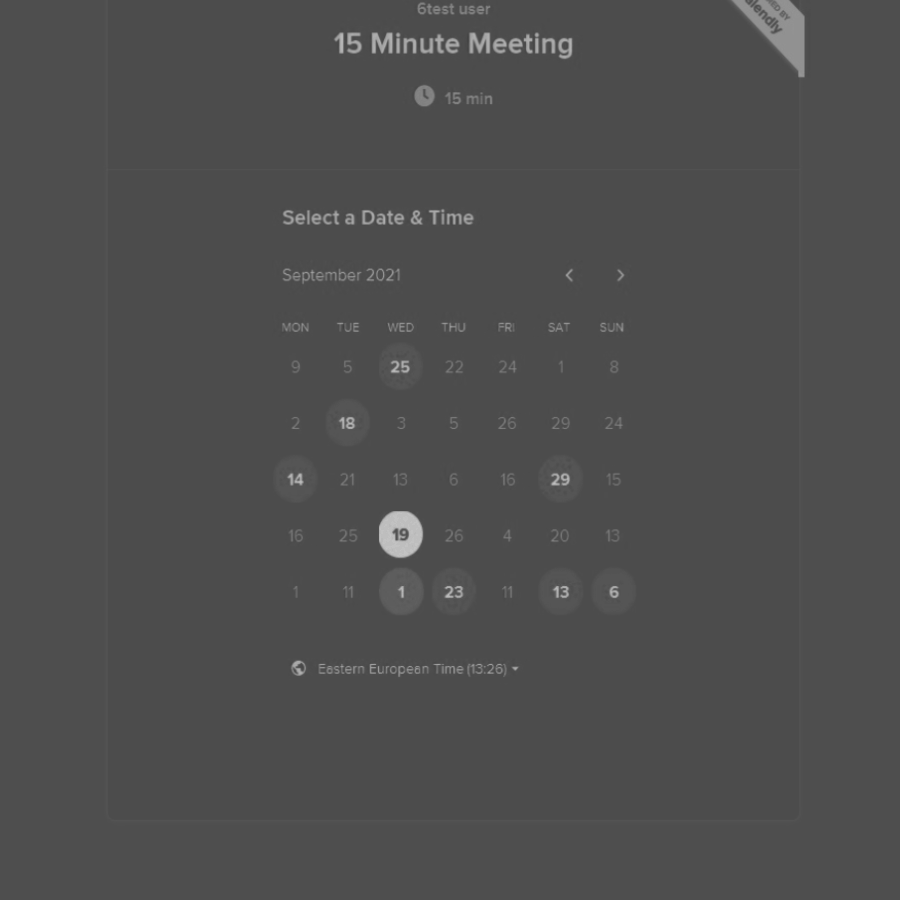 6test user
15 Minute Meeting
15 min
Select a Date & Time
September 2021
MON TUE WED THU FRI SAT SUN
9 5 25 22 24 1 8
2 18 3 5 26 29 24
14 21 13 6 16 29 15
16 25 19 26 4 20 13
1 11 1 23 11 13 6
Eastern European Time (13:26)
BY